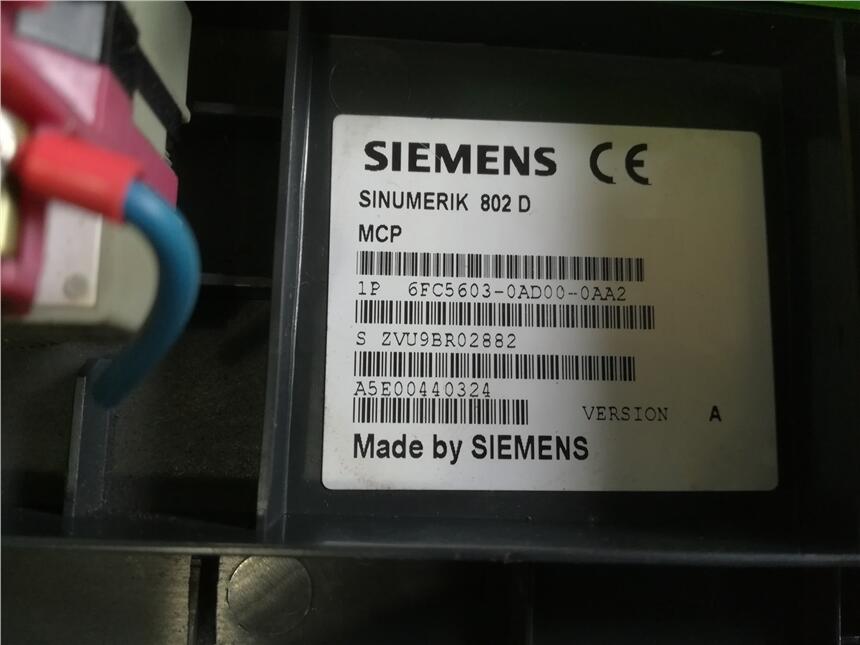 SIEMENS CE
SINUMERIK 802 D
MCP
1P 6FC5603-0AD00-0AA2
S ZVU9BR02882
A5E00440324
VERSION A
Made by SIEMENS